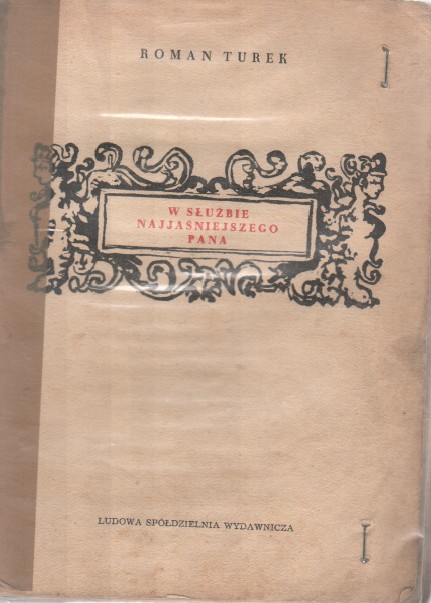 ROMAN TUREK
W SŁUŻBIE
NAJJAŚNIEJSZEGO
PANA
LUDOWA SPÓŁDZIELNIA WYDAWNICZA